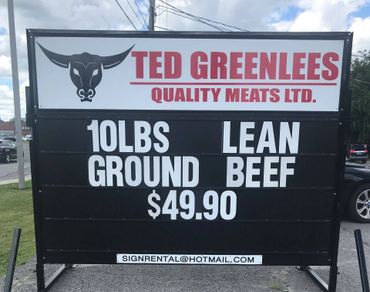 TED GREENLEES
QUALITY MEATS LTD.
10LBS LEAN
GROUND BEEF
$49.90
SIGNRENTAL@HOTMAIL.COM